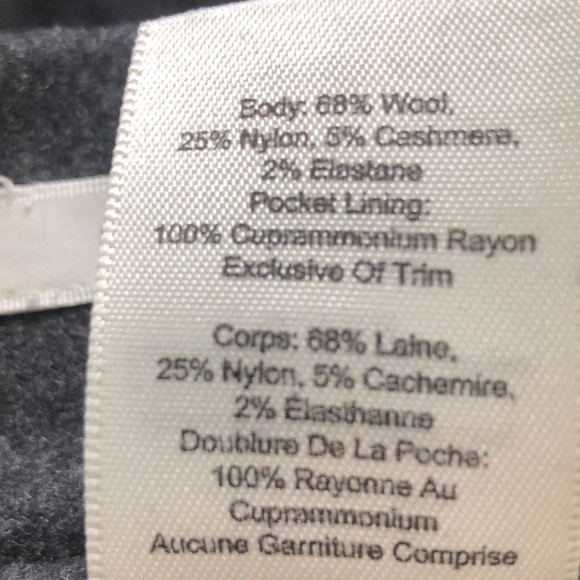 Body: 68% Wool,
25% Nylon, 5% Cashmere,
2% Elastane
Pocket Lining:
100% Cuprammonium Rayon
Exclusive Of Trim
Corps: 68% Laine,
25% Nylon, 5% Cachemire,
2% Élasthanne
Doublure De La Poche:
100% Rayonne Au
Cuprammonium
Aucune Garniture Comprise